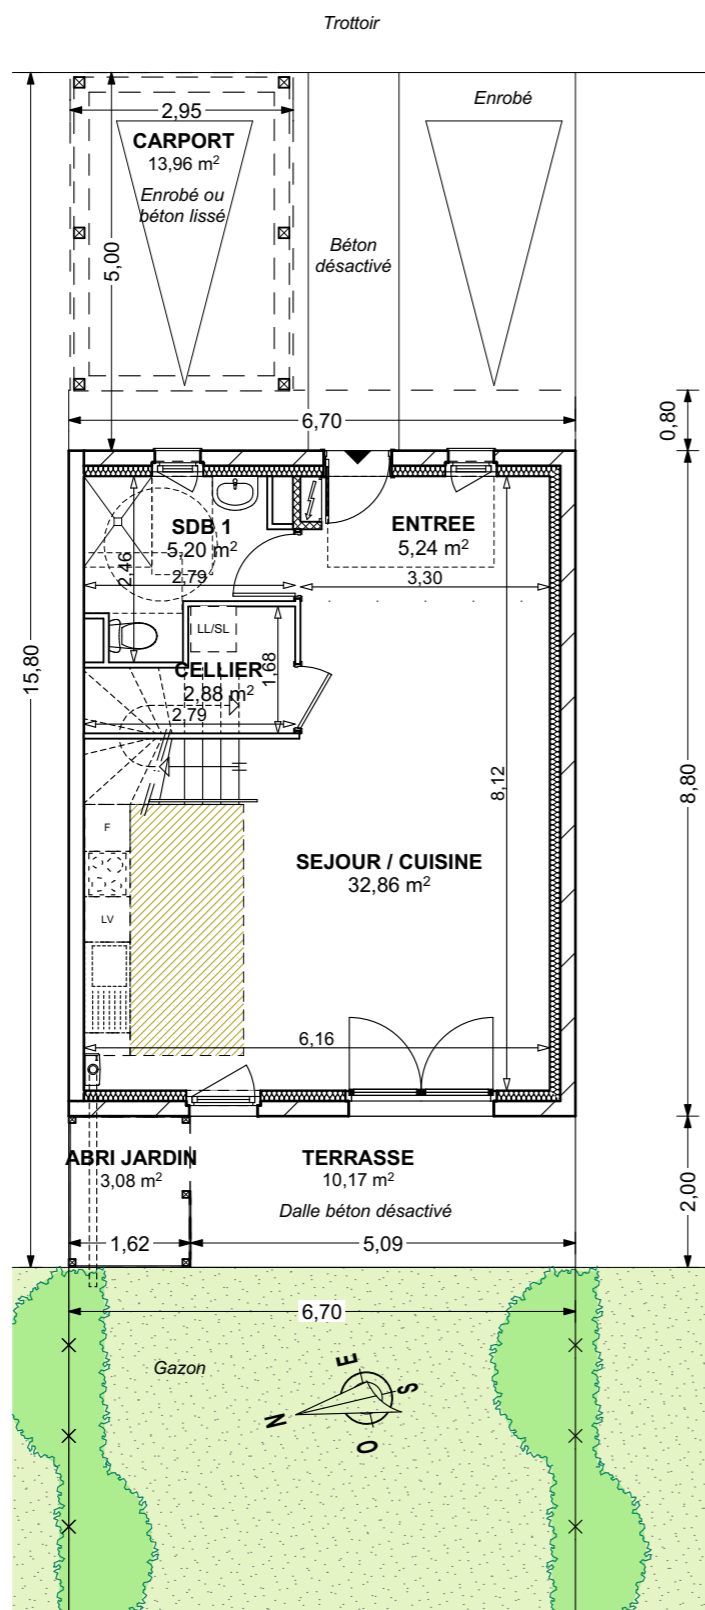 Trottoir
Enrobé
2,95
CARPORT
13,96 m²
Enrobé ou
béton lissé
5,00
Béton
désactivé
6,70
0,80
SDB 1
5,20 m²
2,46
2,79
ENTREE
5,24 m²
3,30
LL/SL
CELLIER
2,88 m²
1,68
2,79
15,80
8,12
8,80
F
LV
SEJOUR / CUISINE
32,86 m²
6,16
ABRI JARDIN
3,08 m²
TERRASSE
10,17 m²
Dalle béton désactivé
2,00
1,62
5,09
6,70
Gazon
E
S
N
O